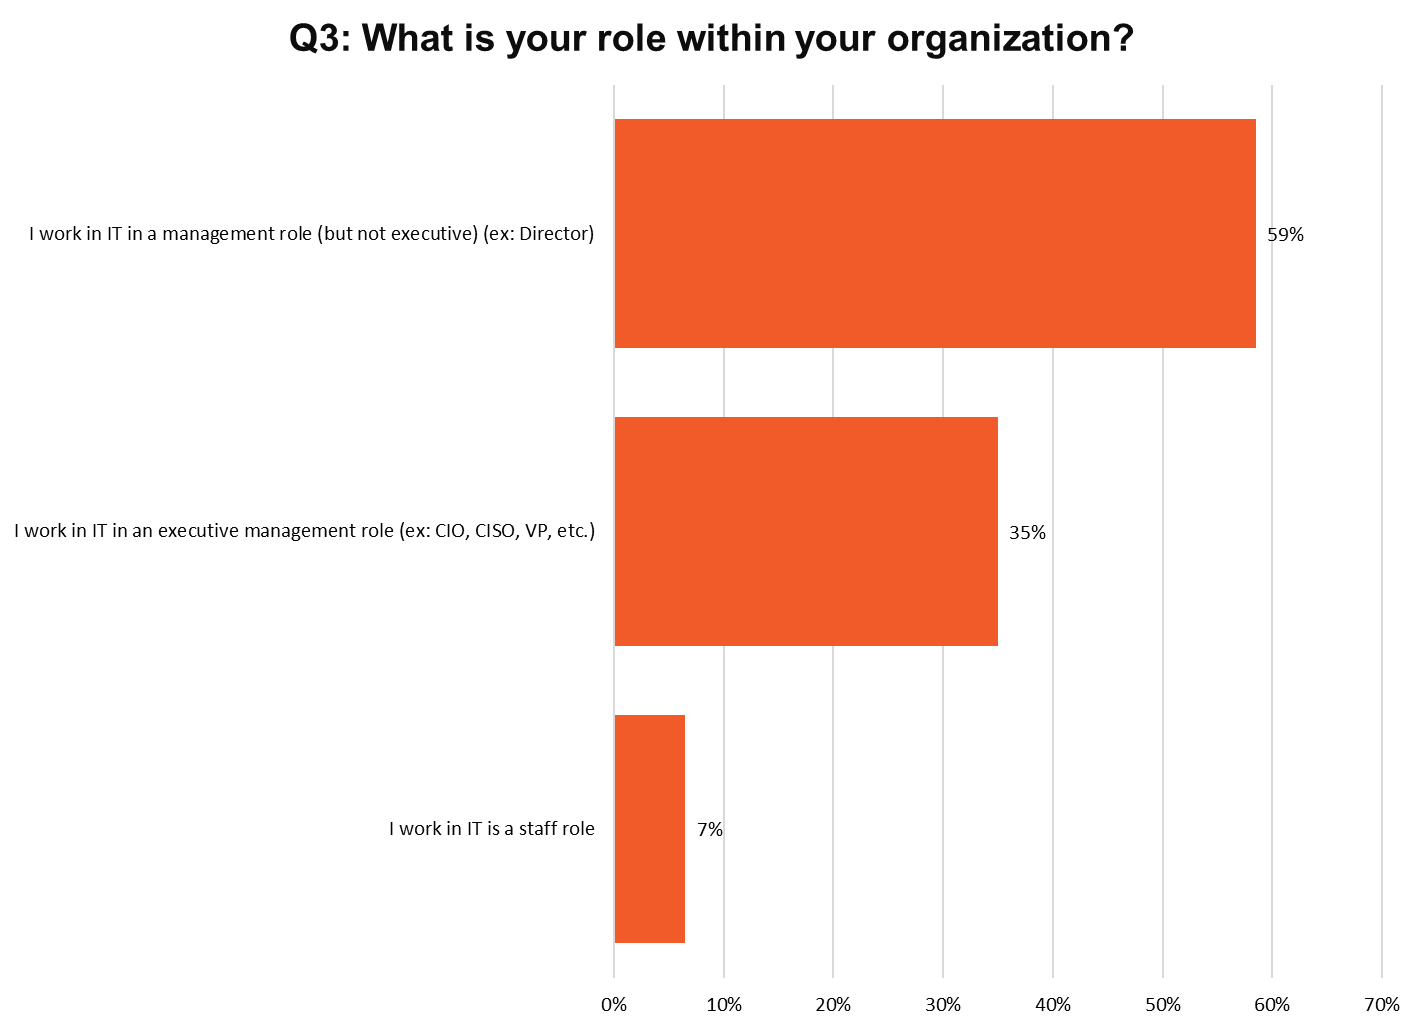 Q3: What is your role within your organization?
I work in IT in a management role (but not executive) (ex: Director)
59%
I work in IT in an executive management role (ex: CIO, CISO, VP, etc.)
35%
I work in IT is a staff role
7%
0% 10% 20% 30% 40% 50% 60% 70%